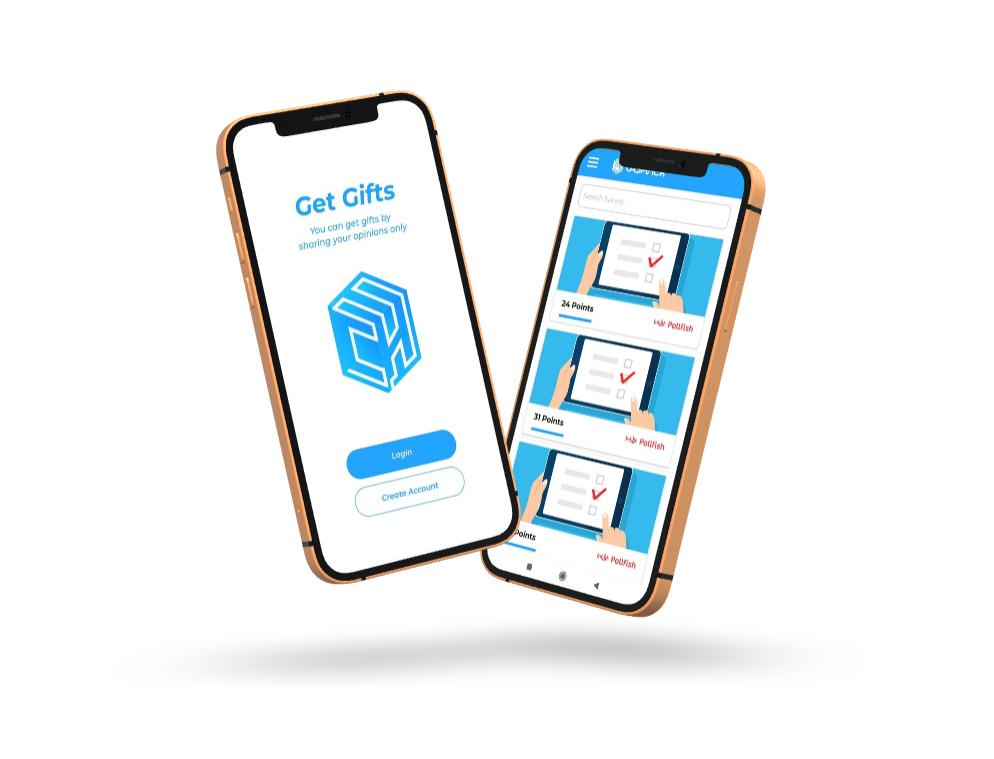 Get Gifts
You can get gifts by
sharing your opinions only
Login
Create Account
Search Survey...
24 Points
Pollfish
31 Points
Pollfish
Points
Pollfish